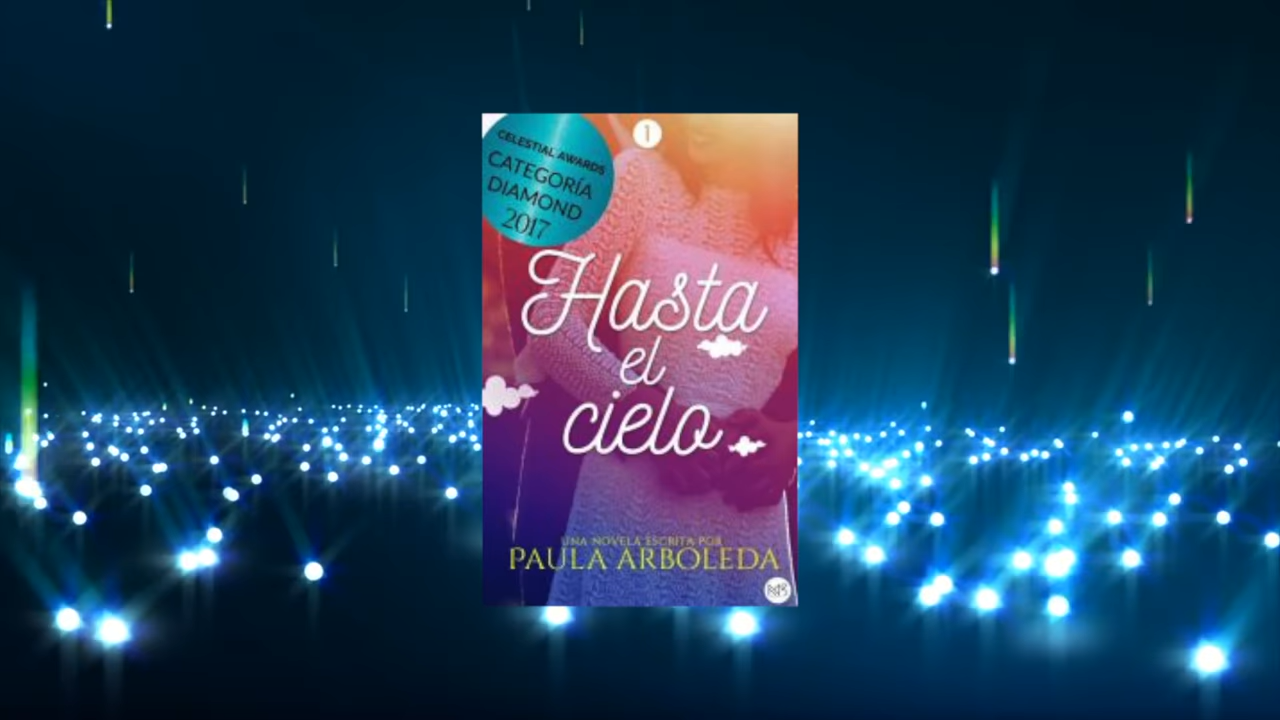 1
CELESTIAL AWARDS
CATEGORÍA
DIAMOND
2017
Hasta
el
cielo
UNA NOVELA ESCRITA POR
PAULA ARBOLEDA